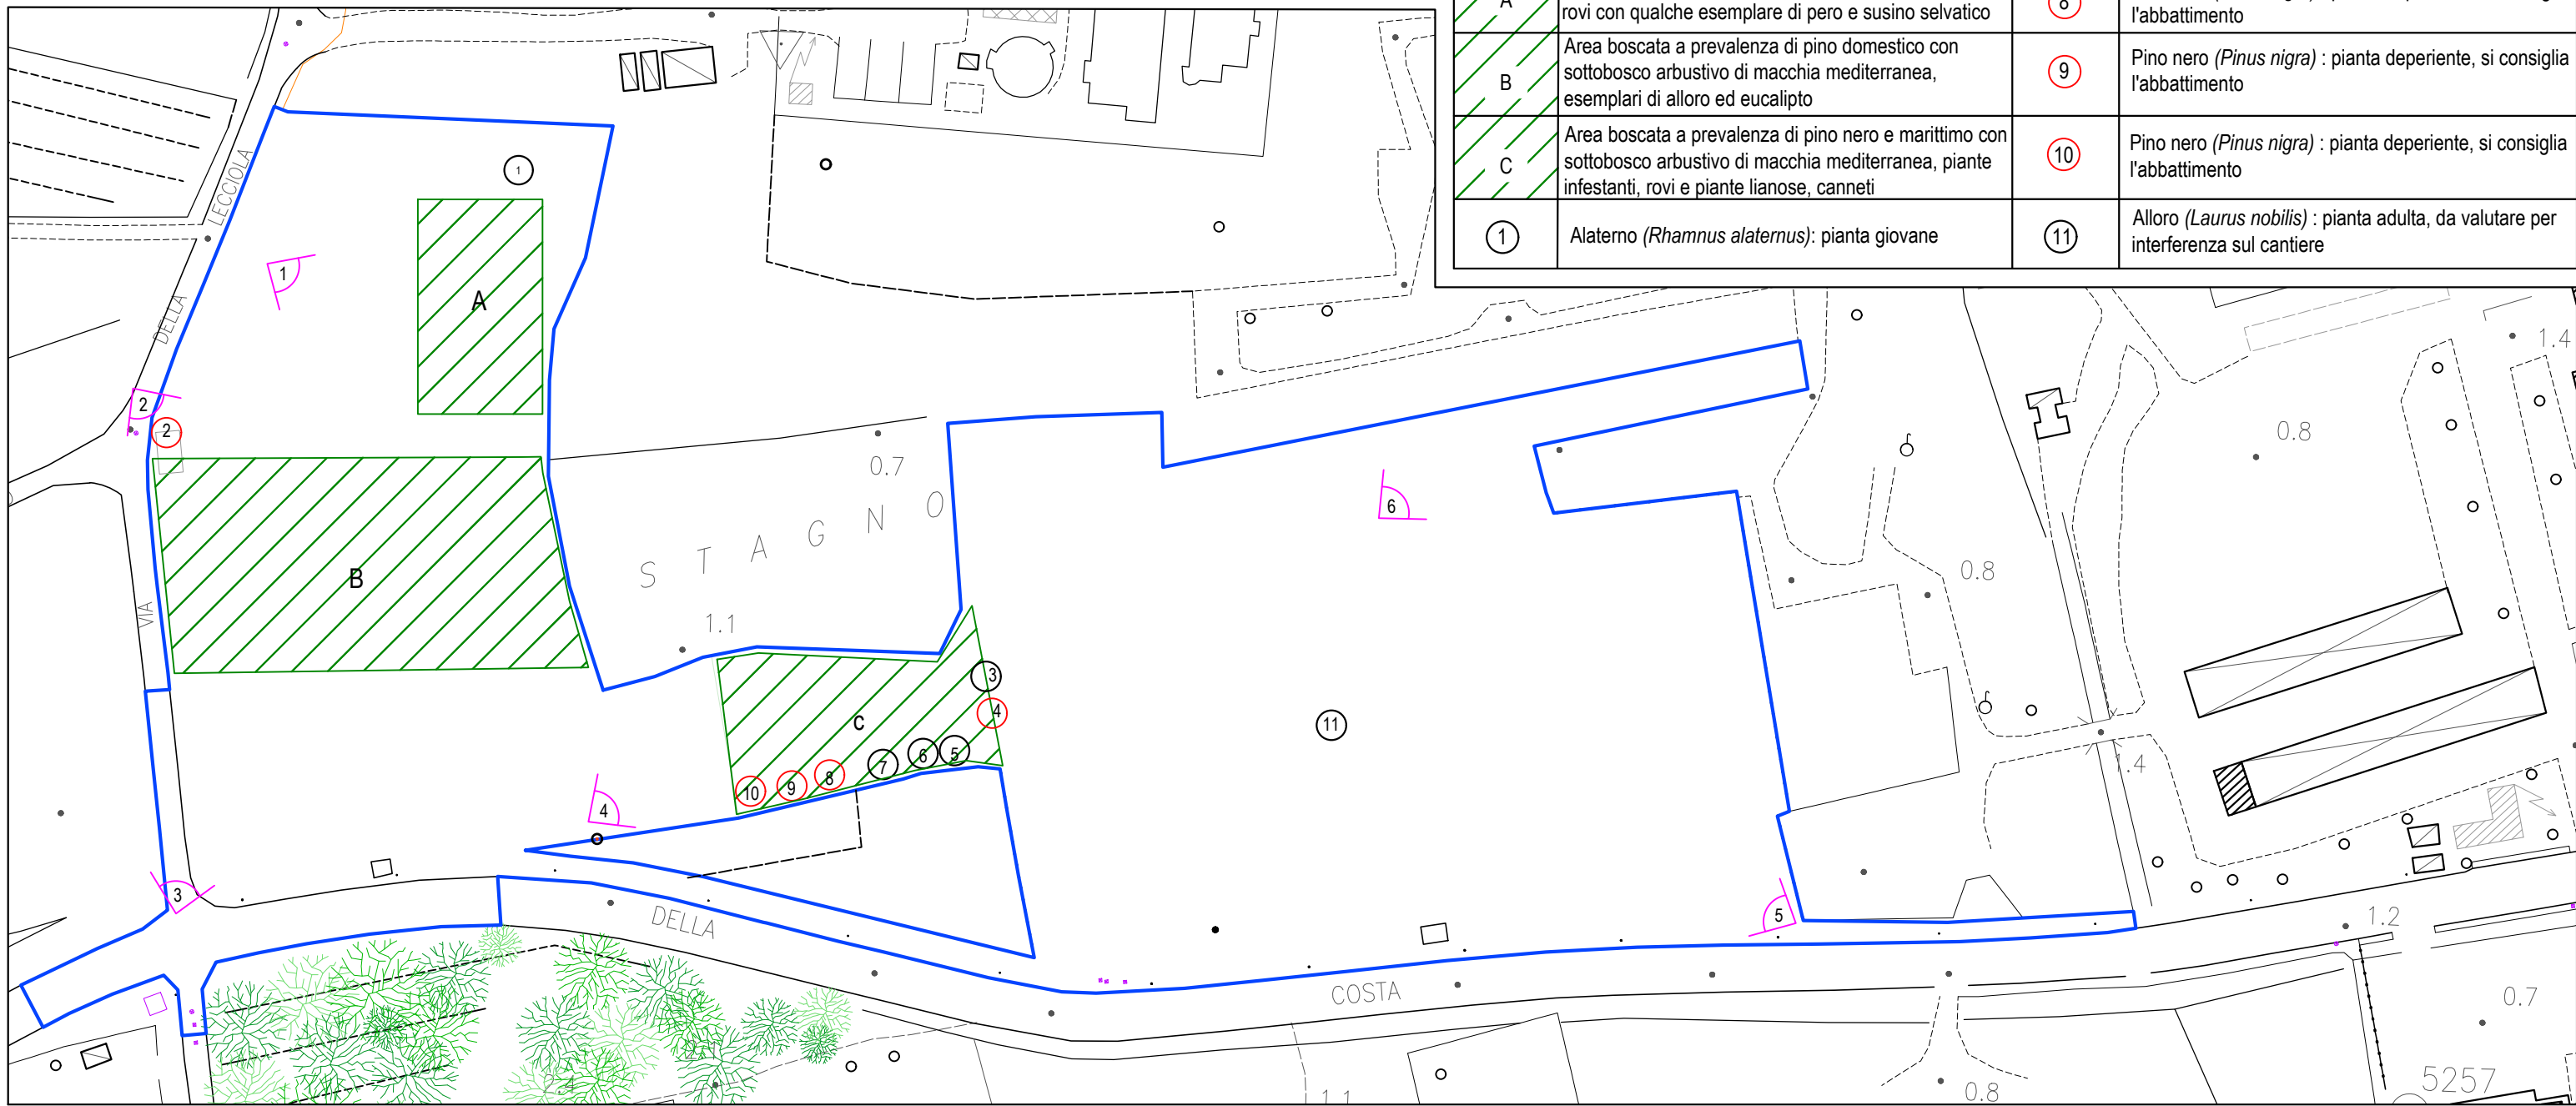 A
rovi con qualche esemplare di pero e susino selvatico
8
l'abbattimento
B
Area boscata a prevalenza di pino domestico con
sottobosco arbustivo di macchia mediterranea,
esemplari di alloro ed eucalipto
9
Pino nero (Pinus nigra) : pianta deperiente, si consiglia
l'abbattimento
C
Area boscata a prevalenza di pino nero e marittimo con
sottobosco arbustivo di macchia mediterranea, piante
infestanti, rovi e piante lianose, canneti
10
Pino nero (Pinus nigra) : pianta deperiente, si consiglia
l'abbattimento
1
Alaterno (Rhamnus alaternus): pianta giovane
11
Alloro (Laurus nobilis) : pianta adulta, da valutare per
interferenza sul cantiere
1
LECCIOLA
1
A
DELLA
1.4
2
2
0.8
0.7
6
STAGNO
B
0.8
VIA
1.1
3
4
C
11
5
6
7
8
9
10
1.4
4
3
5
DELLA
1.2
COSTA
0.7
2.4
1.1
0.8
5257